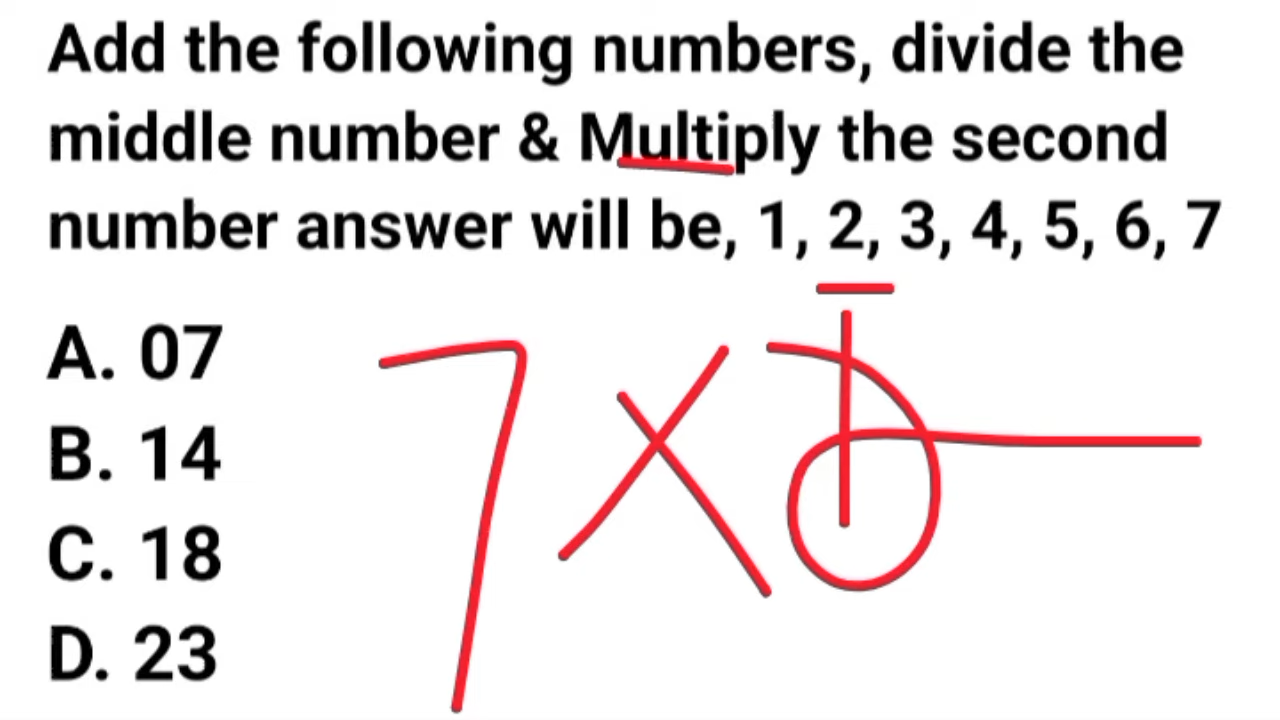 Add the following numbers, divide the
middle number & Multiply the second
number answer will be, 1, 2, 3, 4, 5, 6, 7
A. 07
B. 14
C. 18
D. 23
7 × 2